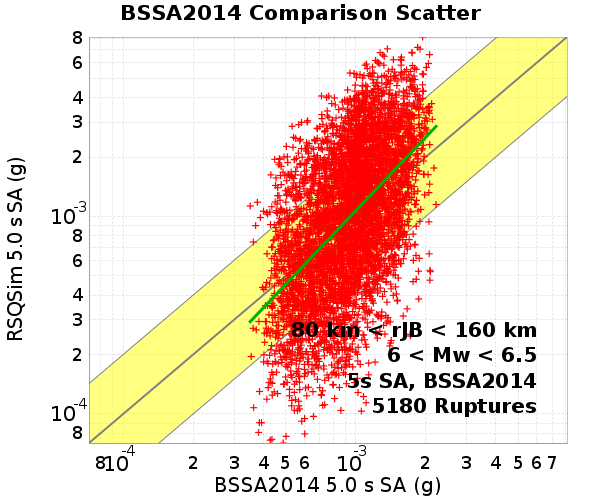 BSSA2014 Comparison Scatter
RSQSim 5.0 s SA (g)
8
6
4
3
2
10-3
8
6
4
3
2
10-4
8
80 km < rJB < 160 km
6 < Mw < 6.5
5s SA, BSSA2014
5180 Ruptures
8 10-4 2 3 4 5 6 10-3 2 3 4 5 6 7
BSSA2014 5.0 s SA (g)